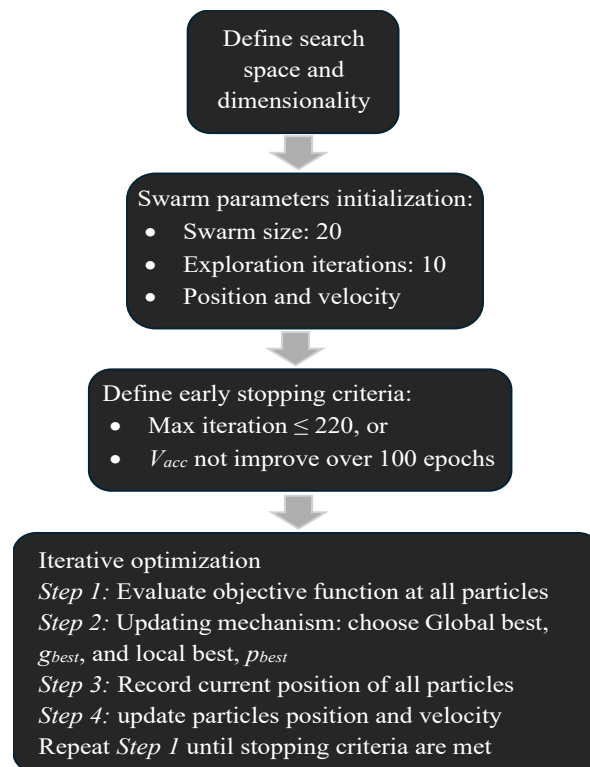 Define search
space and
dimensionality
Swarm parameters initialization:
• Swarm size: 20
• Exploration iterations: 10
• Position and velocity
Define early stopping criteria:
• Max iteration ≤ 220, or
• Vacc not improve over 100 epochs
Iterative optimization
Step 1: Evaluate objective function at all particles
Step 2: Updating mechanism: choose Global best,
gbest, and local best, pbest
Step 3: Record current position of all particles
Step 4: update particles position and velocity
Repeat Step 1 until stopping criteria are met